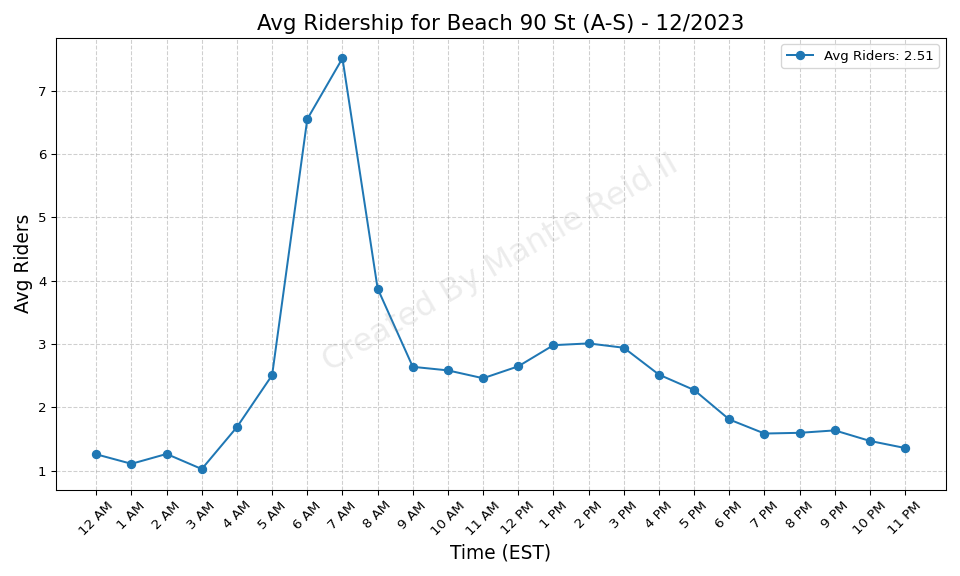 Avg Ridership for Beach 90 St (A-S) - 12/2023
Avg Riders: 2.51
7
6
5
4
3
2
1
Avg Riders
Created By Mantie Reid II
12 AM
1 AM
2 AM
3 AM
4 AM
5 AM
6 AM
7 AM
8 AM
9 AM
10 AM
11 AM
12 PM
1 PM
2 PM
3 PM
4 PM
5 PM
6 PM
7 PM
8 PM
9 PM
10 PM
11 PM
Time (EST)